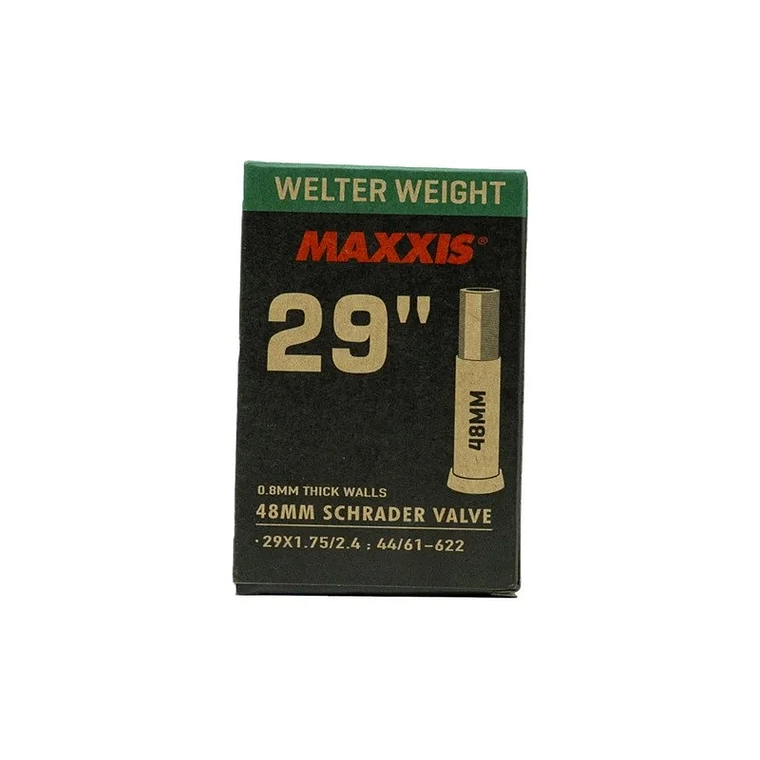 WELTER WEIGHT
MAXXIS®
29"
48MM
0.8MM THICK WALLS
48MM SCHRADER VALVE
·29X1.75/2.4 ; 44/61-622